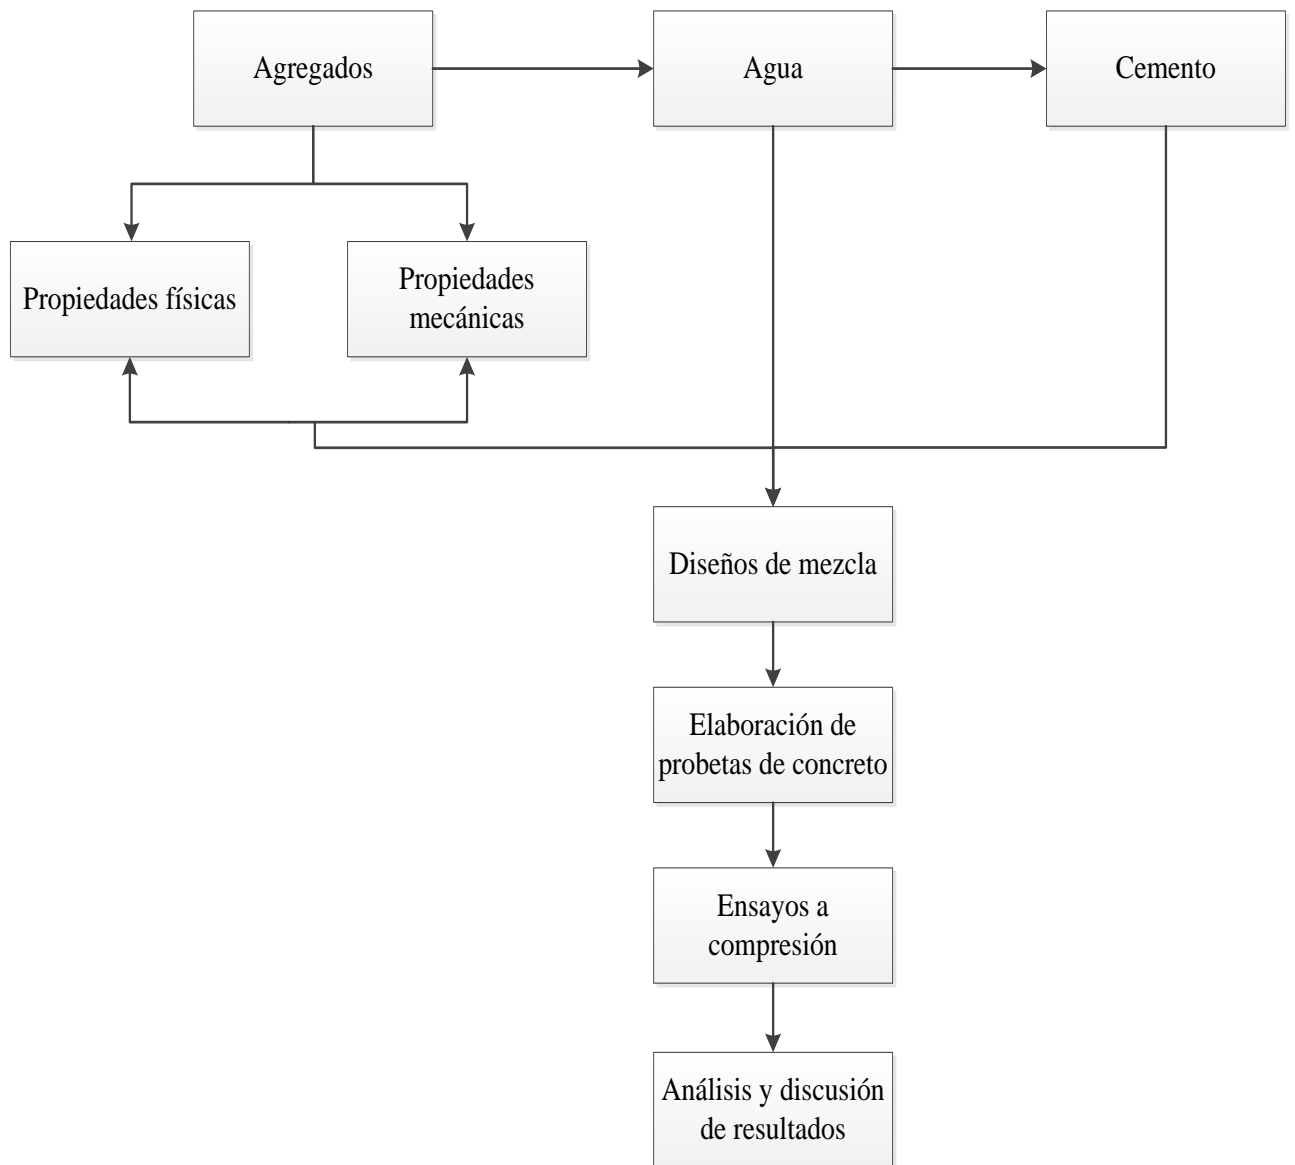 Agregados
Agua
Cemento
Propiedades físicas
Propiedades
mecánicas
Diseños de mezcla
Elaboración de
probetas de concreto
Ensayos a
compresión
Análisis y discusión
de resultados